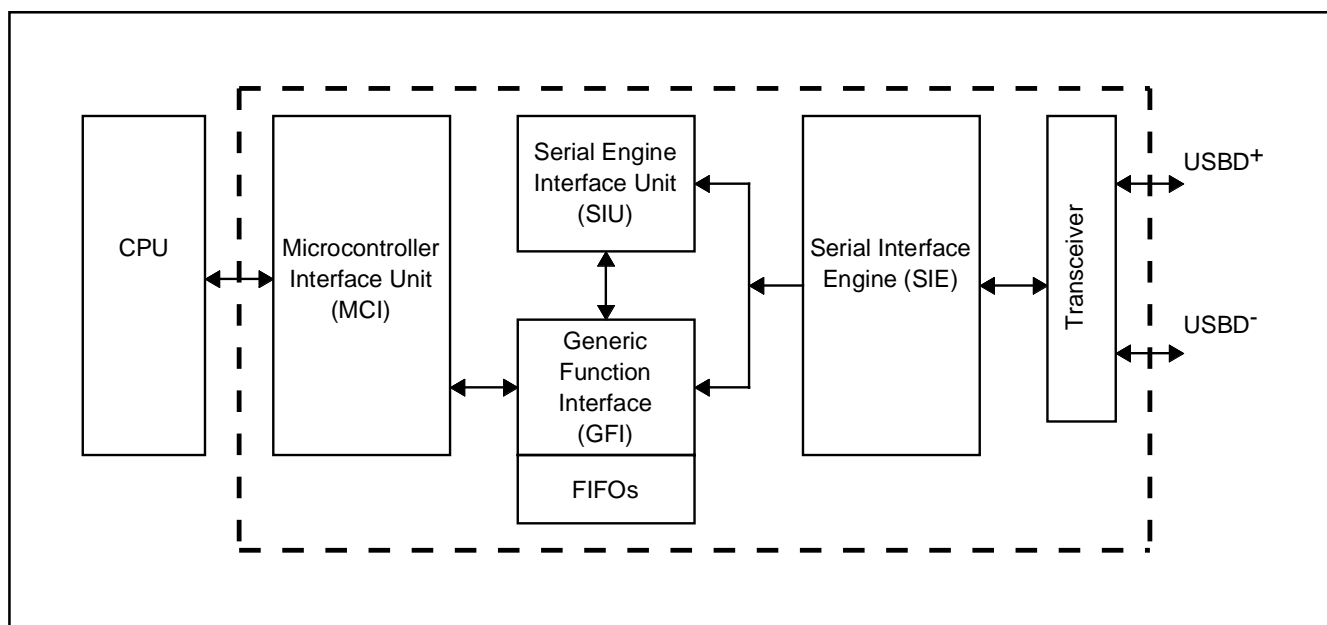 CPU
Microcontroller
Interface Unit
(MCI)
Serial Engine
Interface Unit
(SIU)
Generic
Function
Interface
(GFI)
FIFOs
Serial Interface
Engine (SIE)
Transceiver
USBD+
USBD-